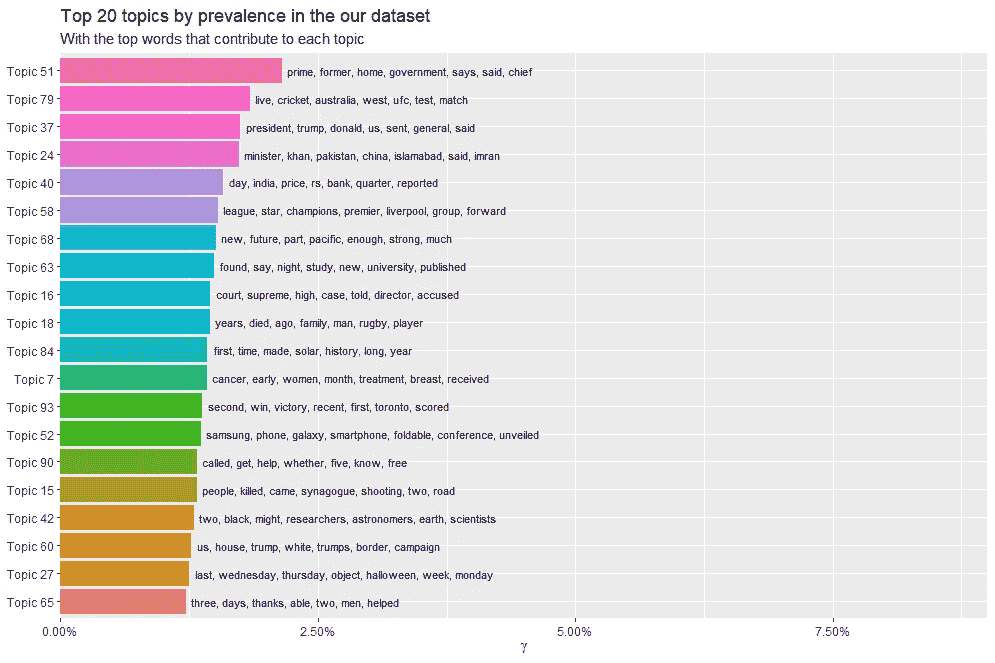 Top 20 topics by prevalence in the our dataset
With the top words that contribute to each topic
Topic 51 prime, former, home, government, says, said, chief
Topic 79 live, cricket, australia, west, ufc, test, match
Topic 37 president, trump, donald, us, sent, general, said
Topic 24 minister, khan, pakistan, china, islamabad, said, imran
Topic 40 day, india, price, rs, bank, quarter, reported
Topic 58 league, star, champions, premier, liverpool, group, forward
Topic 68 new, future, part, pacific, enough, strong, much
Topic 63 found, say, night, study, new, university, published
Topic 16 court, supreme, high, case, told, director, accused
Topic 18 years, died, ago, family, man, rugby, player
Topic 84 first, time, made, solar, history, long, year
Topic 7 cancer, early, women, month, treatment, breast, received
Topic 93 second, win, victory, recent, first, toronto, scored
Topic 52 samsung, phone, galaxy, smartphone, foldable, conference, unveiled
Topic 90 called, get, help, whether, five, know, free
Topic 15 people, killed, came, synagogue, shooting, two, road
Topic 42 two, black, might, researchers, astronomers, earth, scientists
Topic 60 us, house, trump, white, trumps, border, campaign
Topic 27 last, wednesday, thursday, object, halloween, week, monday
Topic 65 three, days, thanks, able, two, men, helped
0.00% 2.50% 5.00% 7.50%
γ